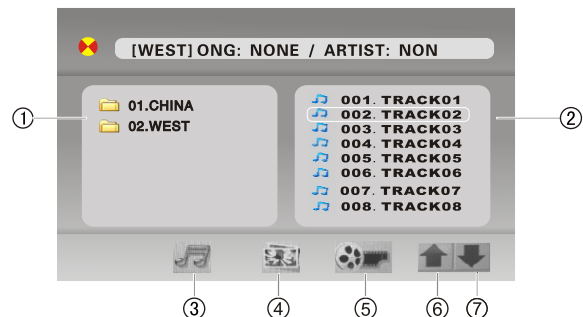 [WEST] ONG: NONE / ARTIST: NON
01.CHINA
02.WEST
001. TRACK01
002. TRACK02
003. TRACK03
004. TRACK04
005. TRACK05
006. TRACK06
007. TRACK07
008. TRACK08
①
②
③
④
⑤
⑥
⑦